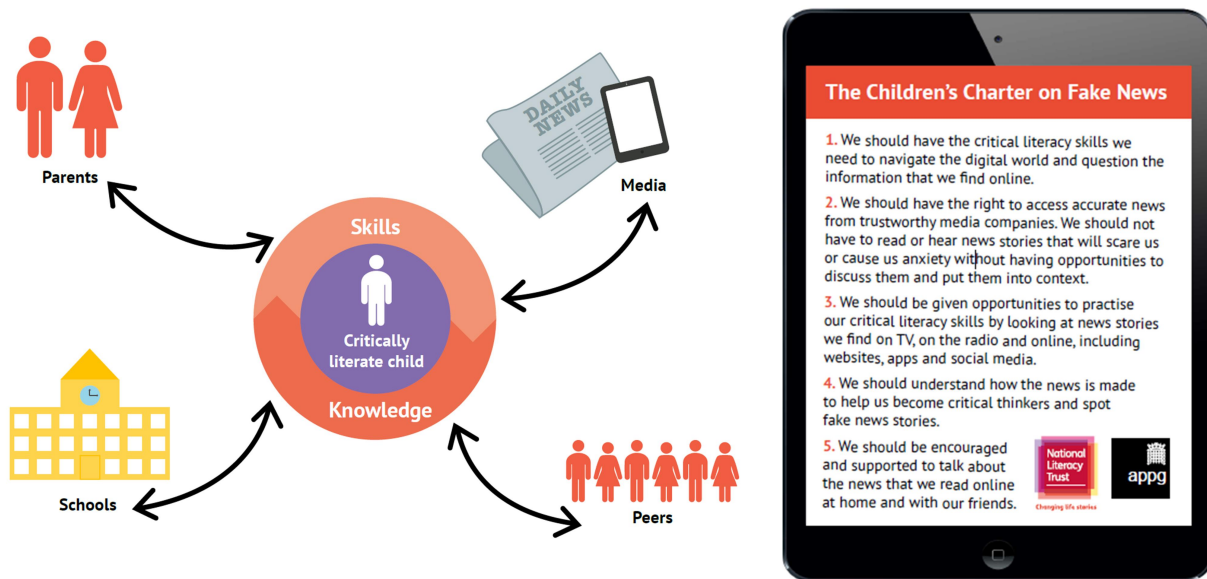 Parents
DAILY
NEWS
Media
Skills
Critically
literate child
Knowledge
Schools
Peers
The Children's Charter on Fake News
1. We should have the critical literacy skills we
need to navigate the digital world and question the
information that we find online.
2. We should have the right to access accurate news
from trustworthy media companies. We should not
have to read or hear news stories that will scare us
or cause us anxiety without having opportunities to
discuss them and put them into context.
3. We should be given opportunities to practise
our critical literacy skills by looking at news stories
we find on TV, on the radio and online, including
websites, apps and social media.
4. We should understand how the news is made
to help us become critical thinkers and spot
fake news stories.
5. We should be encouraged
and supported to talk about
the news that we read online
at home and with our friends.
National
Literacy
Trust
Changing life stories
appg